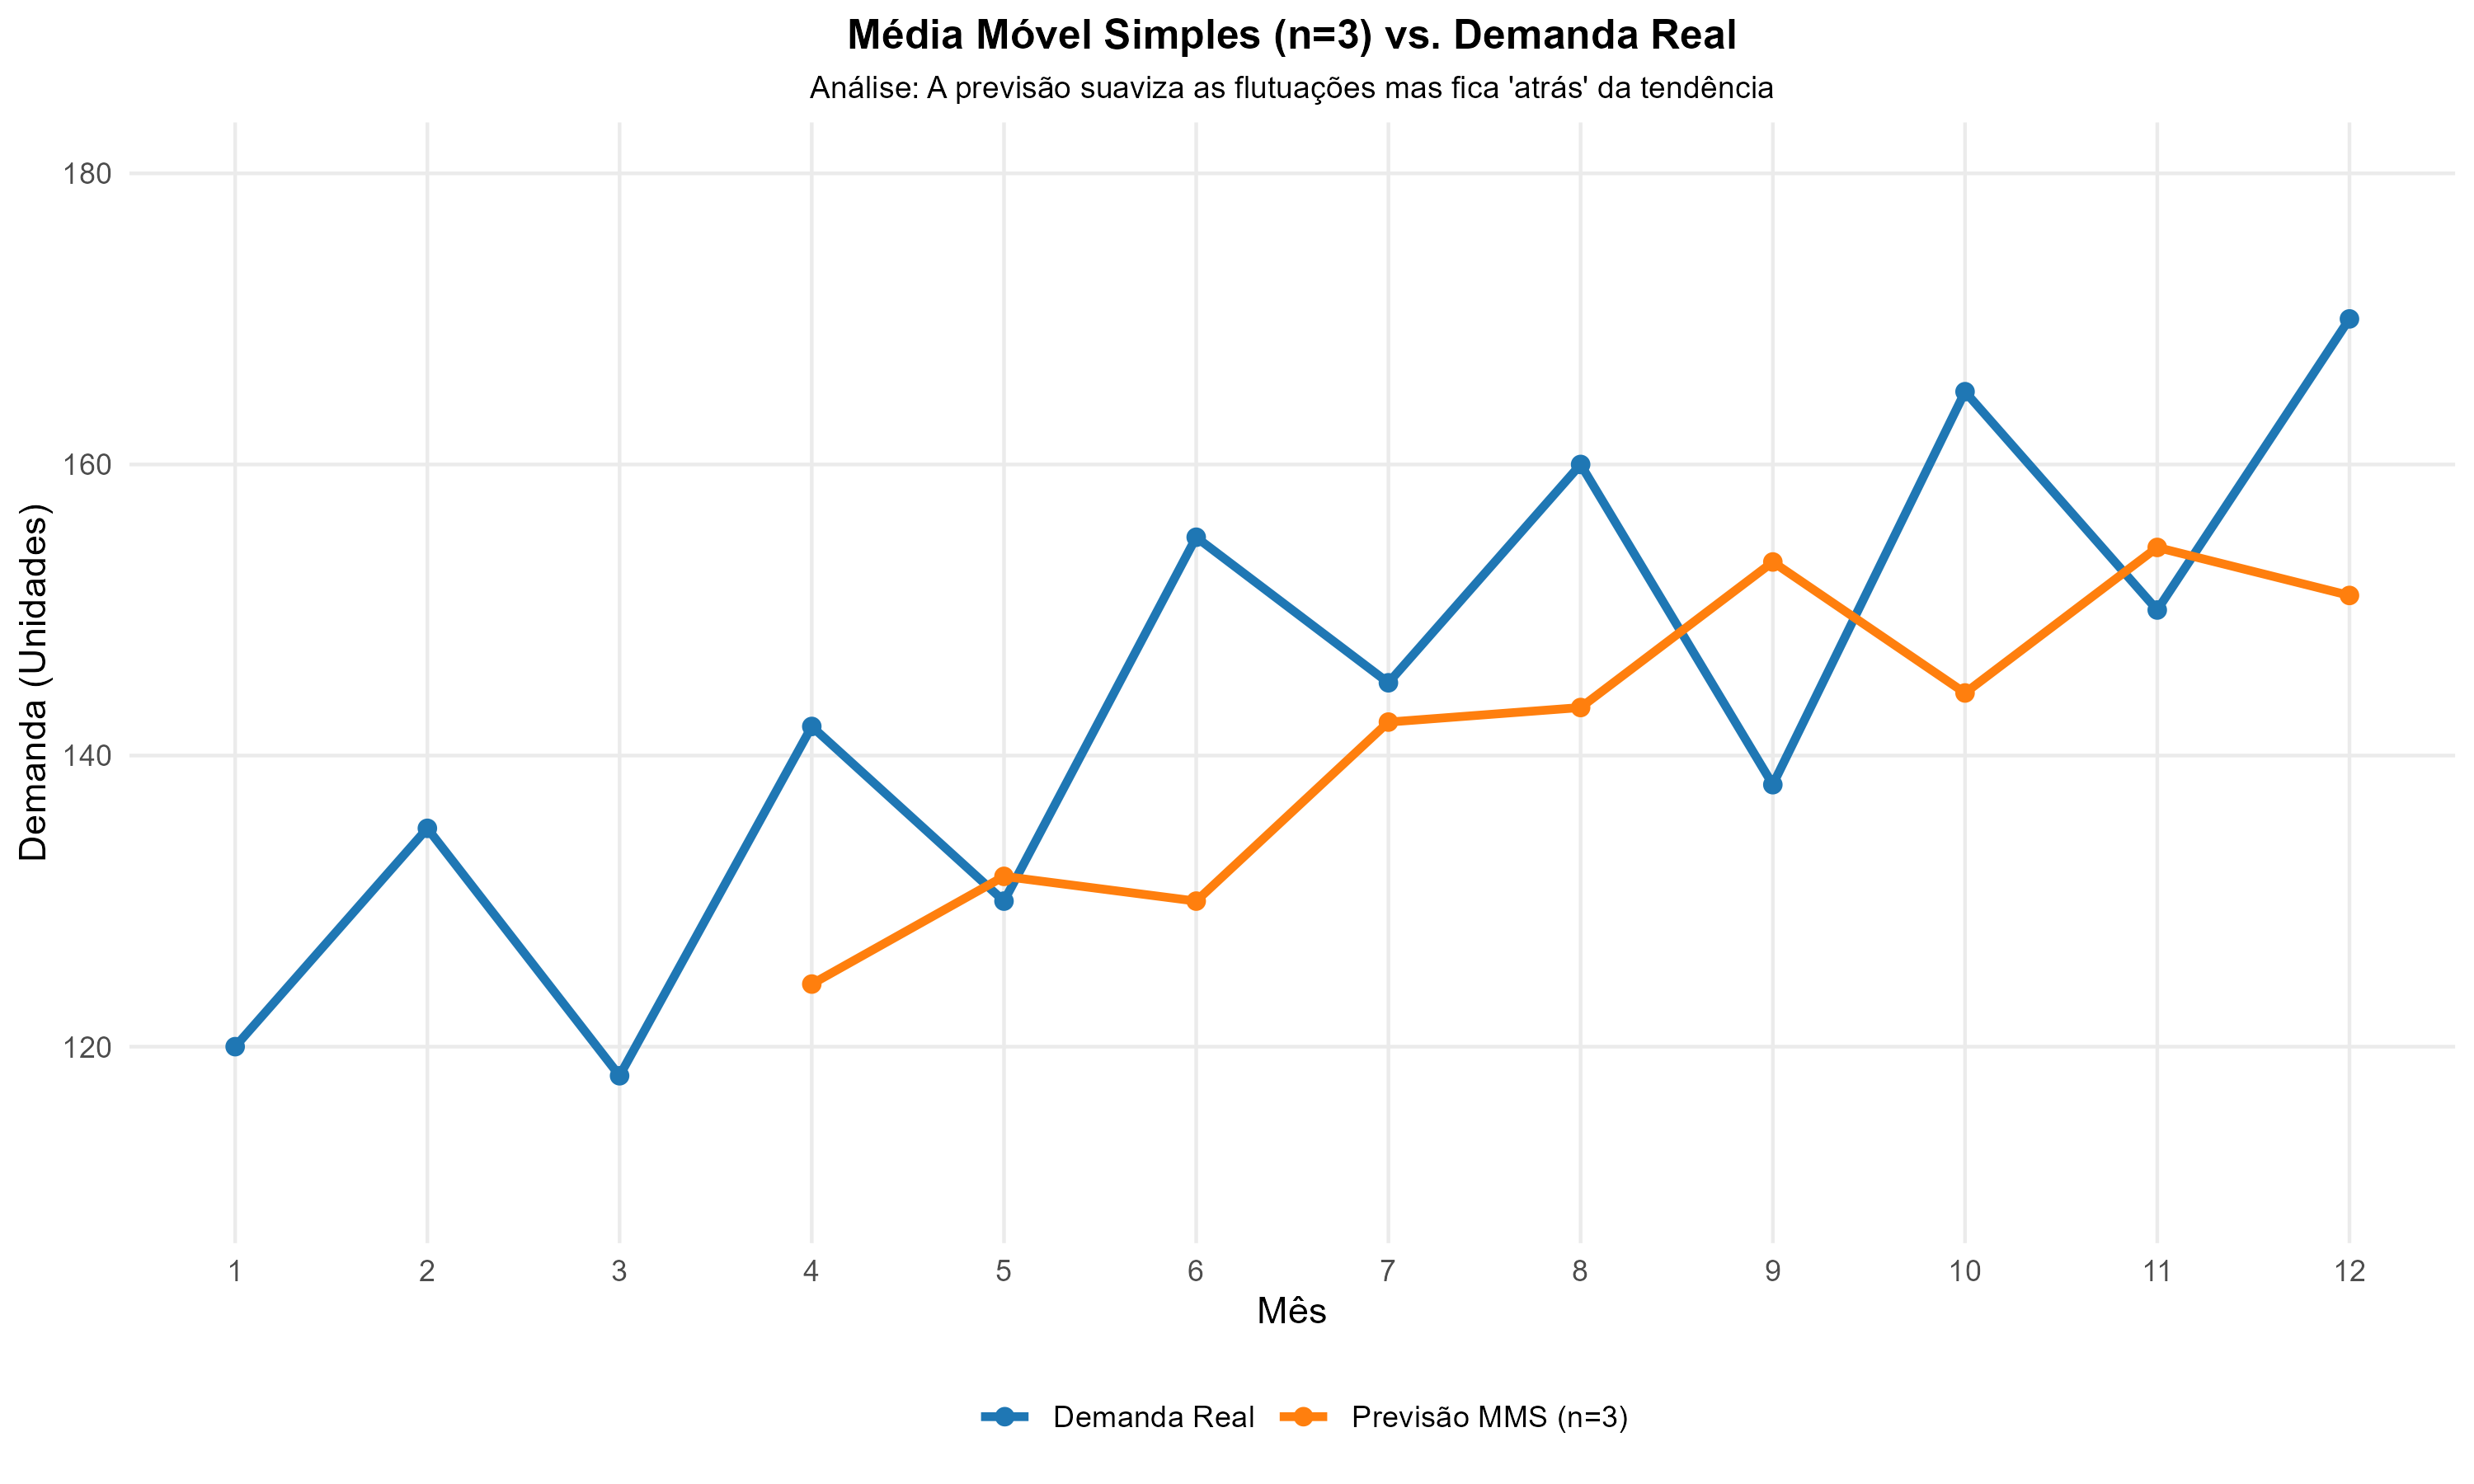 Média Móvel Simples (n=3) vs. Demanda Real
Análise: A previsão suaviza as flutuações mas fica 'atrás' da tendência
Demanda (Unidades)
180
160
140
120
1 2 3 4 5 6 7 8 9 10 11 12
Mês
Demanda Real Previsão MMS (n=3)